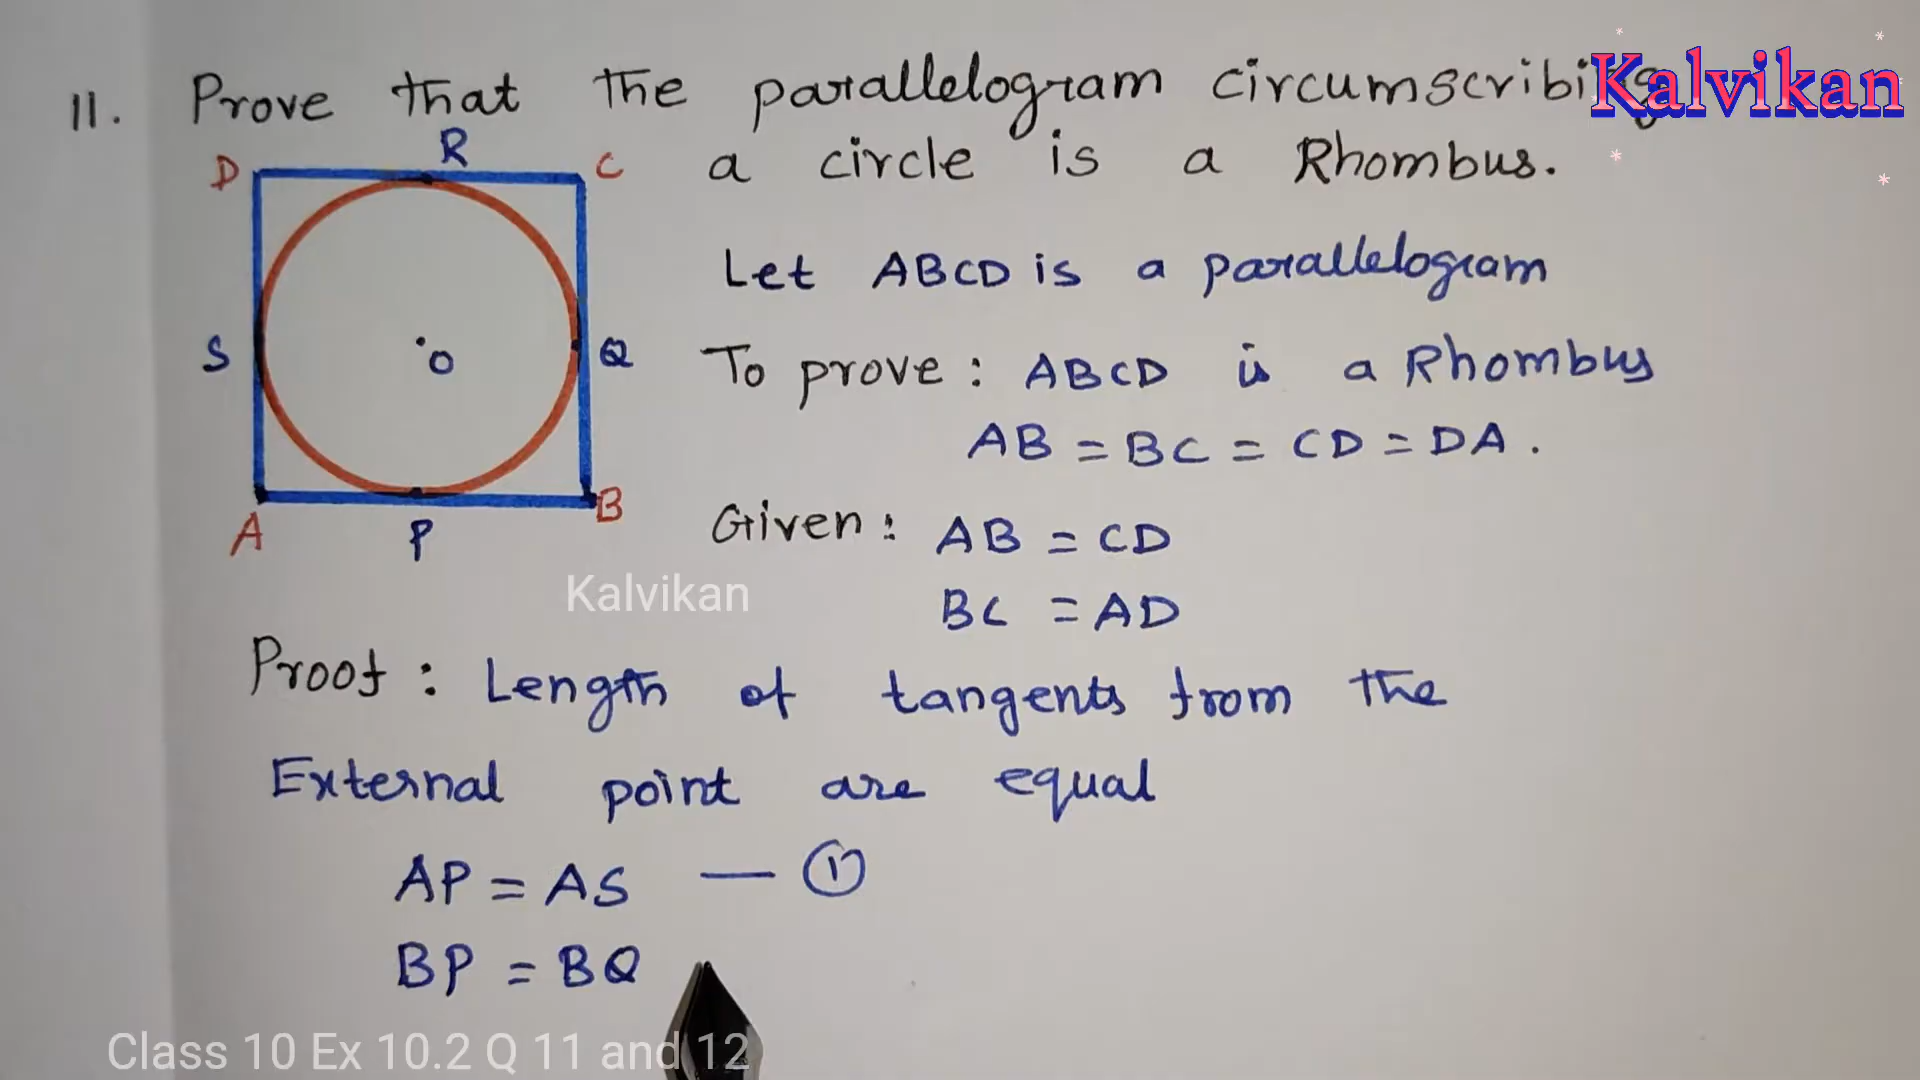 11. Prove that the parallelogram circumscribing
Kalvikan
a circle is a Rhombus.
D R C
S O Q
A P B
Let ABCD is a parallelogram
To prove: ABCD is a Rhombus
AB = BC = CD = DA.
Given: AB = CD
BC = AD
Kalvikan
Proof: Length of tangents from the
External point are equal
AP = AS — ①
BP = BQ
Class 10 Ex 10.2 Q 11 and 12